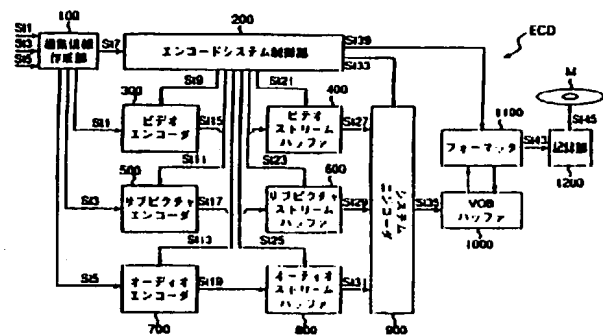 100
200
ECD
St1
St3
St5
編集情報
作成部
St7
エンコードシステム制御部
St39
St33
St9
St21
300
400
M
St1
ビデオ
エンコーダ
St15
ビデオ
ストリーム
バッファ
St27
1100
St45
St11
St23
フォーマッタ
St43
記録部
1200
500
600
St3
サブピクチャ
エンコーダ
St17
サブピクチャ
ストリーム
バッファ
St29
システム
エンコーダ
St35
VOB
バッファ
1000
St13
St25
St5
オーディオ
エンコーダ
St19
オーディオ
ストリーム
バッファ
St31
700
800
900